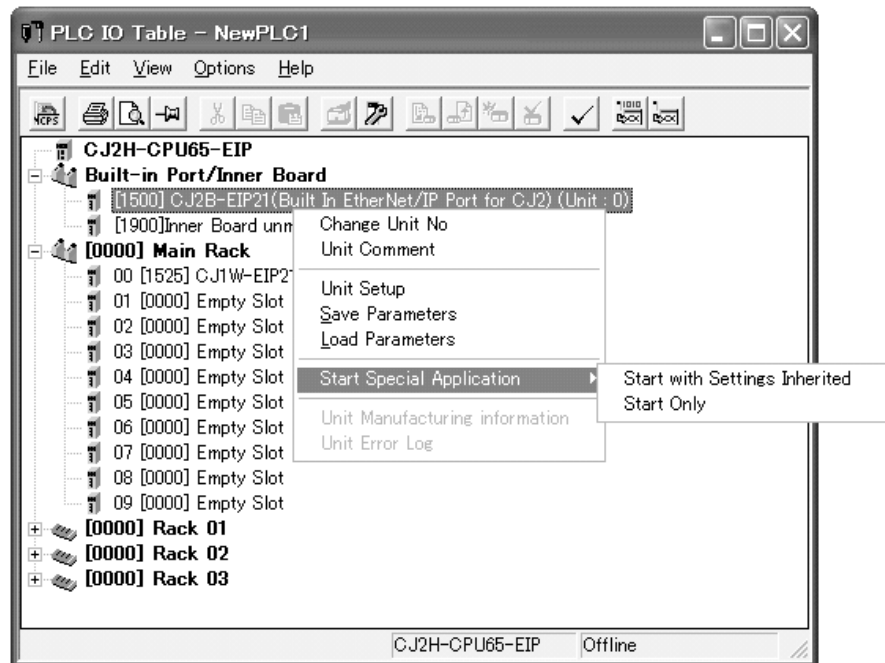 PLC IO Table - NewPLC1
File Edit View Options Help
CJ2H-CPU65-EIP
Built-in Port/Inner Board
[1500] CJ2B-EIP21(Built In EtherNet/IP Port for CJ2) (Unit : 0)
[1900]Inner Board
[0000] Main Rack
00 [1525] CJ1W-EIP2
01 [0000] Empty Slot
02 [0000] Empty Slot
03 [0000] Empty Slot
04 [0000] Empty Slot
05 [0000] Empty Slot
06 [0000] Empty Slot
07 [0000] Empty Slot
08 [0000] Empty Slot
09 [0000] Empty Slot
[0000] Rack 01
[0000] Rack 02
[0000] Rack 03
Change Unit No
Unit Comment
Unit Setup
Save Parameters
Load Parameters
Start Special Application
Unit Manufacturing information
Unit Error Log
Start with Settings Inherited
Start Only
CJ2H-CPU65-EIP Offline